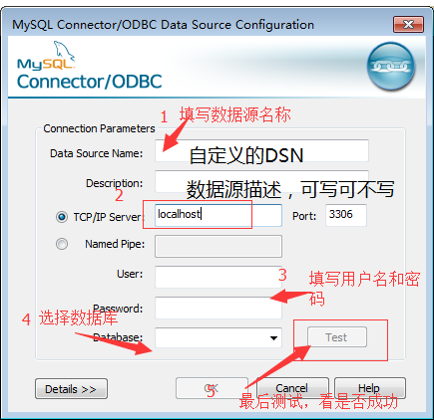 MySQL Connector/ODBC Data Source Configuration
MySQL
Connector/ODBC
1 填写数据源名称
Connection Parameters
Data Source Name: 自定义的DSN
Description: 数据源描述，可写可不写
2
TCP/IP Server: localhost Port: 3306
Named Pipe:
User:
3 填写用户名和密
码
Password:
4 选择数据库
Database: Test
5 最后测试，看是否成功
Details >> OK Cancel Help